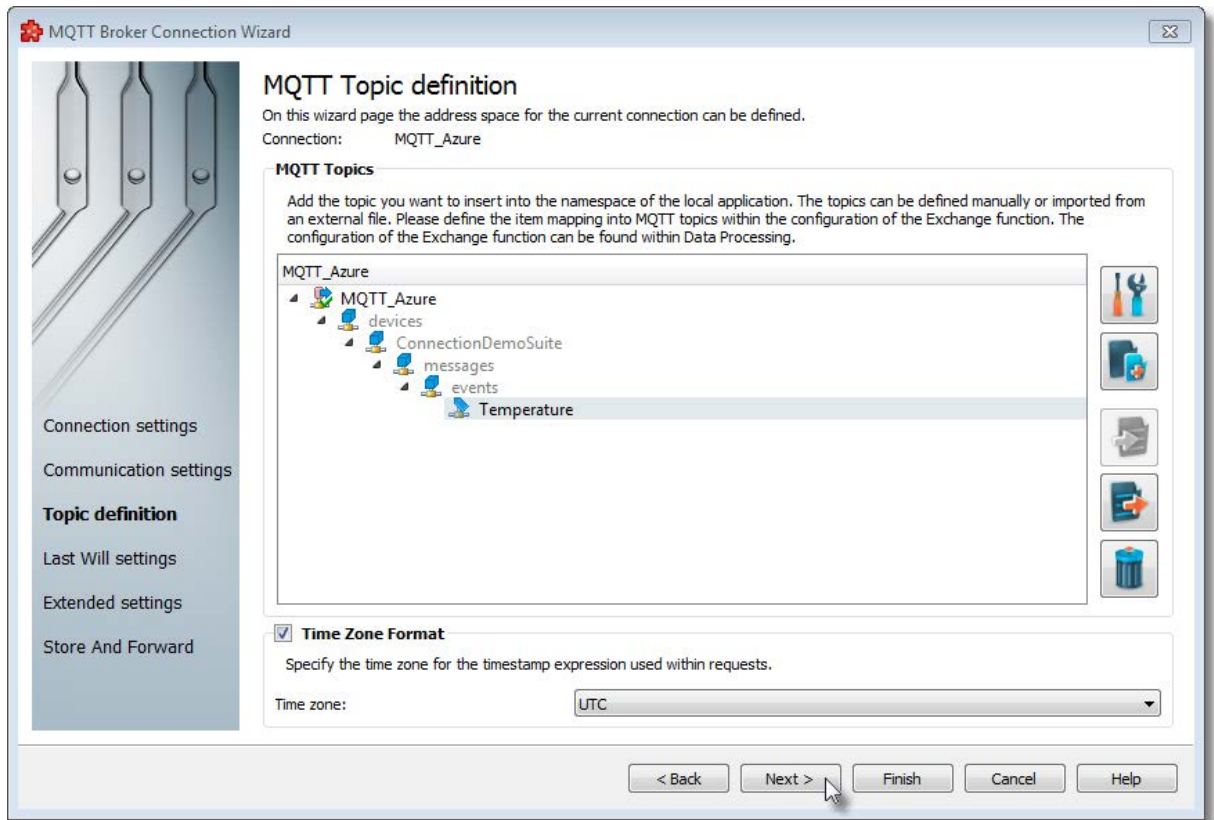 MQTT Broker Connection Wizard
MQTT Topic definition
On this wizard page the address space for the current connection can be defined.
Connection: MQTT_Azure
MQTT Topics
Add the topic you want to insert into the namespace of the local application. The topics can be defined manually or imported from
an external file. Please define the item mapping into MQTT topics within the configuration of the Exchange function. The
configuration of the Exchange function can be found within Data Processing.
MQTT_Azure
MQTT_Azure
devices
ConnectionDemoSuite
messages
events
Temperature
Connection settings
Communication settings
Topic definition
Last Will settings
Extended settings
Store And Forward
Time Zone Format
Specify the time zone for the timestamp expression used within requests.
Time zone: UTC
< Back Next > Finish Cancel Help